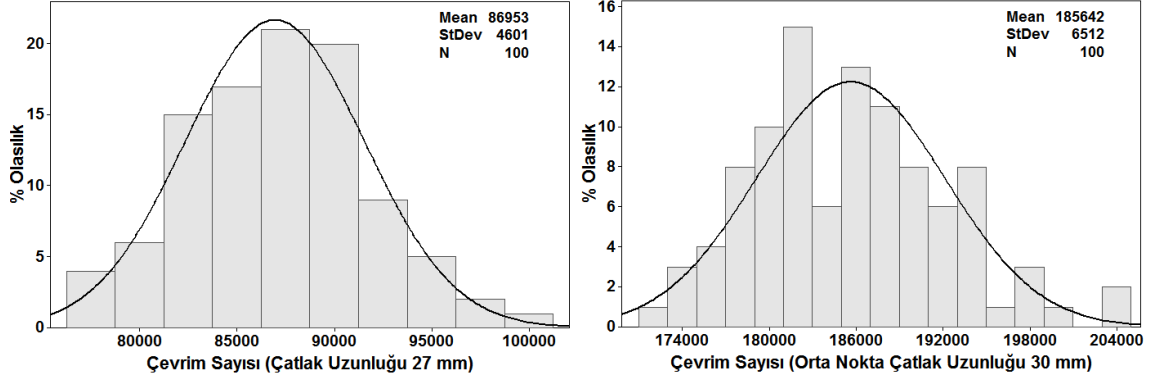 Mean 86953
StDev 4601
N 100
20
15
10
5
0
% Olasılık
80000 85000 90000 95000 100000
Çevrim Sayısı (Çatlak Uzunluğu 27 mm)
Mean 185642
StDev 6512
N 100
16
14
12
10
8
6
4
2
0
% Olasılık
174000 180000 186000 192000 198000 204000
Çevrim Sayısı (Orta Nokta Çatlak Uzunluğu 30 mm)